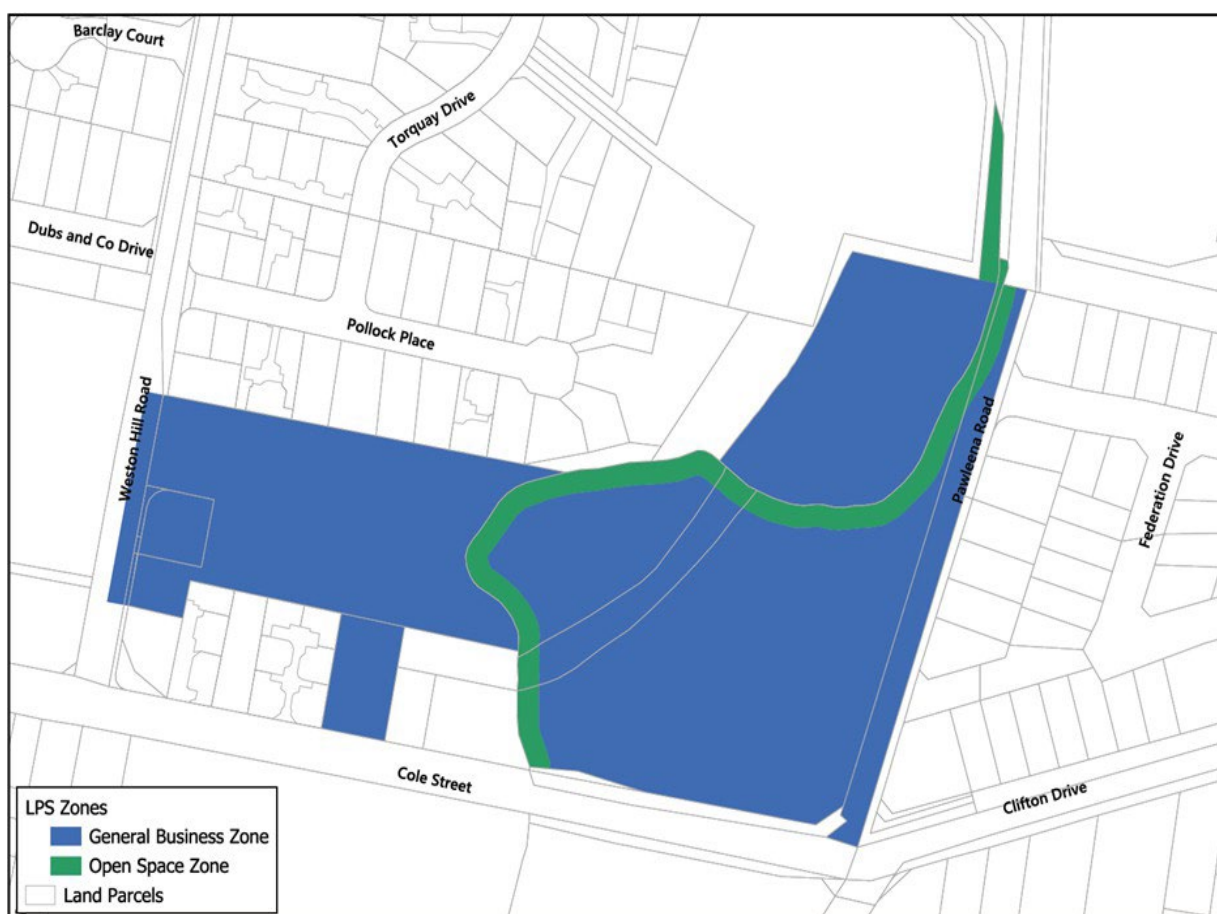 Barclay Court
Torquay Drive
Dubs and Co Drive
Pollock Place
Weston Hill Road
Pawleena Road
Federation Drive
Cole Street
Clifton Drive
LPS Zones
General Business Zone
Open Space Zone
Land Parcels